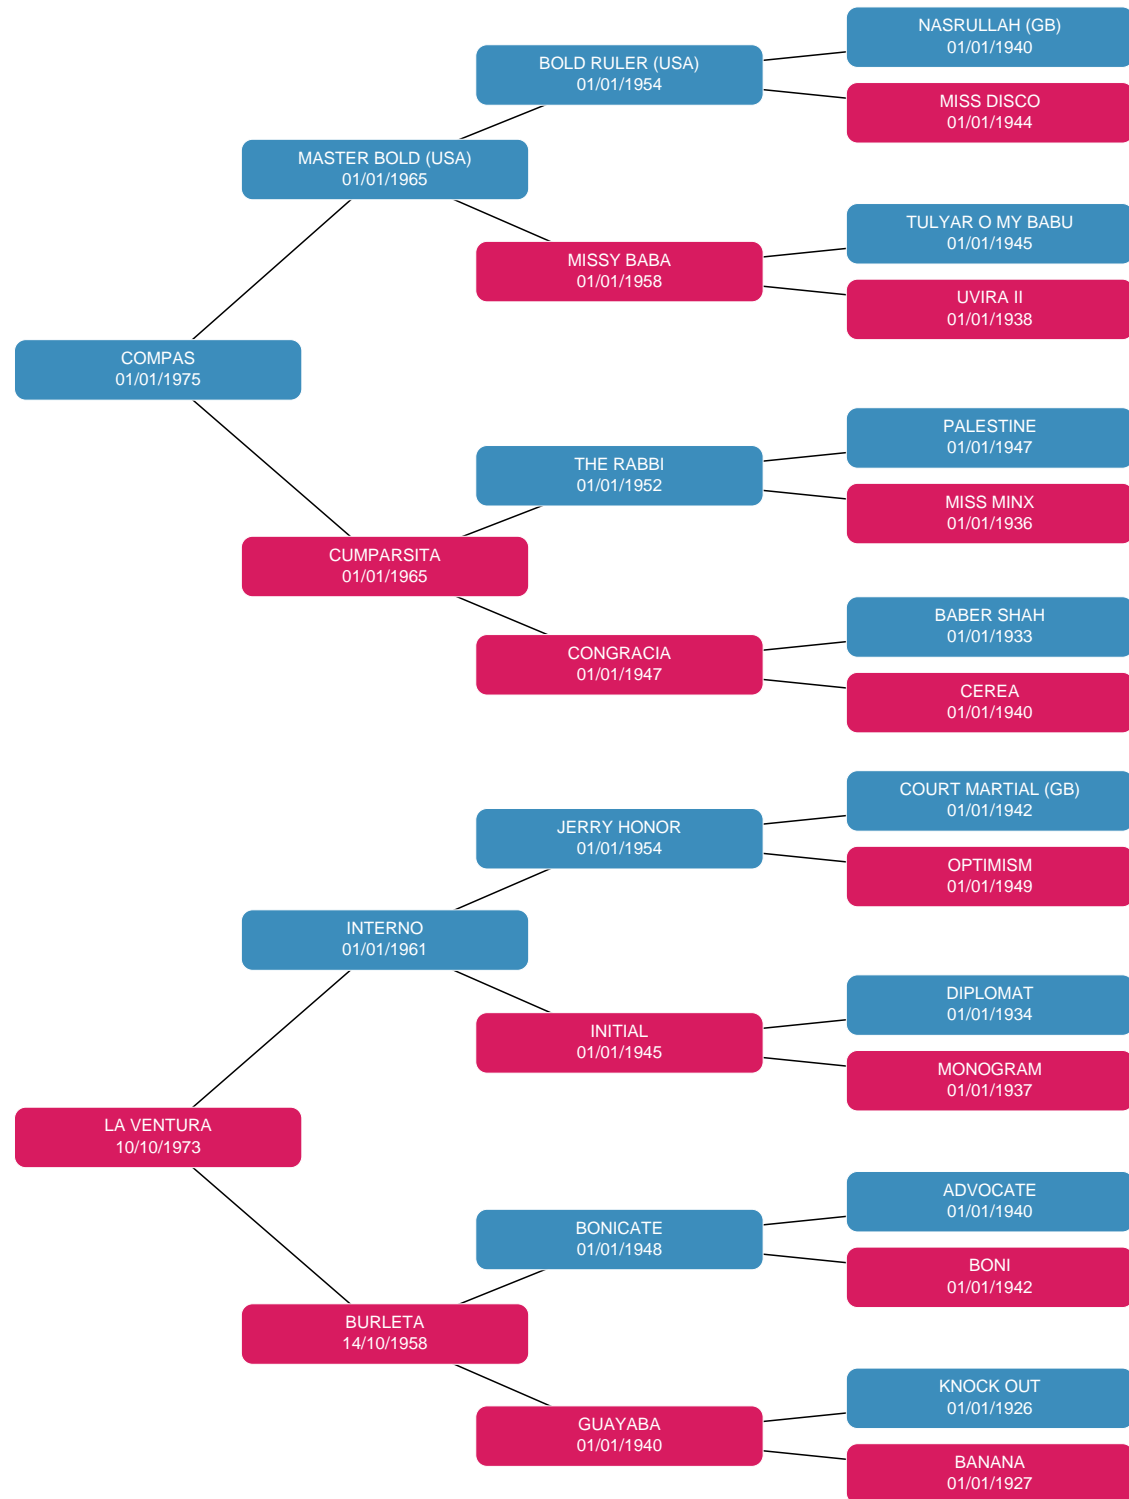 NASRULLAH (GB)
01/01/1940
BOLD RULER (USA)
01/01/1954
MISS DISCO
01/01/1944
MASTER BOLD (USA)
01/01/1965
TULYAR O MY BABU
01/01/1945
MISSY BABA
01/01/1958
UVIRA II
01/01/1938
COMPAS
01/01/1975
PALESTINE
01/01/1947
THE RABBI
01/01/1952
MISS MINX
01/01/1936
CUMPARSITA
01/01/1965
BABER SHAH
01/01/1933
CONGRACIA
01/01/1947
CEREA
01/01/1940
COURT MARTIAL (GB)
01/01/1942
JERRY HONOR
01/01/1954
OPTIMISM
01/01/1949
INTERNO
01/01/1961
DIPLOMAT
01/01/1934
INITIAL
01/01/1945
MONOGRAM
01/01/1937
LA VENTURA
10/10/1973
ADVOCATE
01/01/1940
BONICATE
01/01/1948
BONI
01/01/1942
BURLETA
14/10/1958
KNOCK OUT
01/01/1926
GUAYABA
01/01/1940
BANANA
01/01/1927